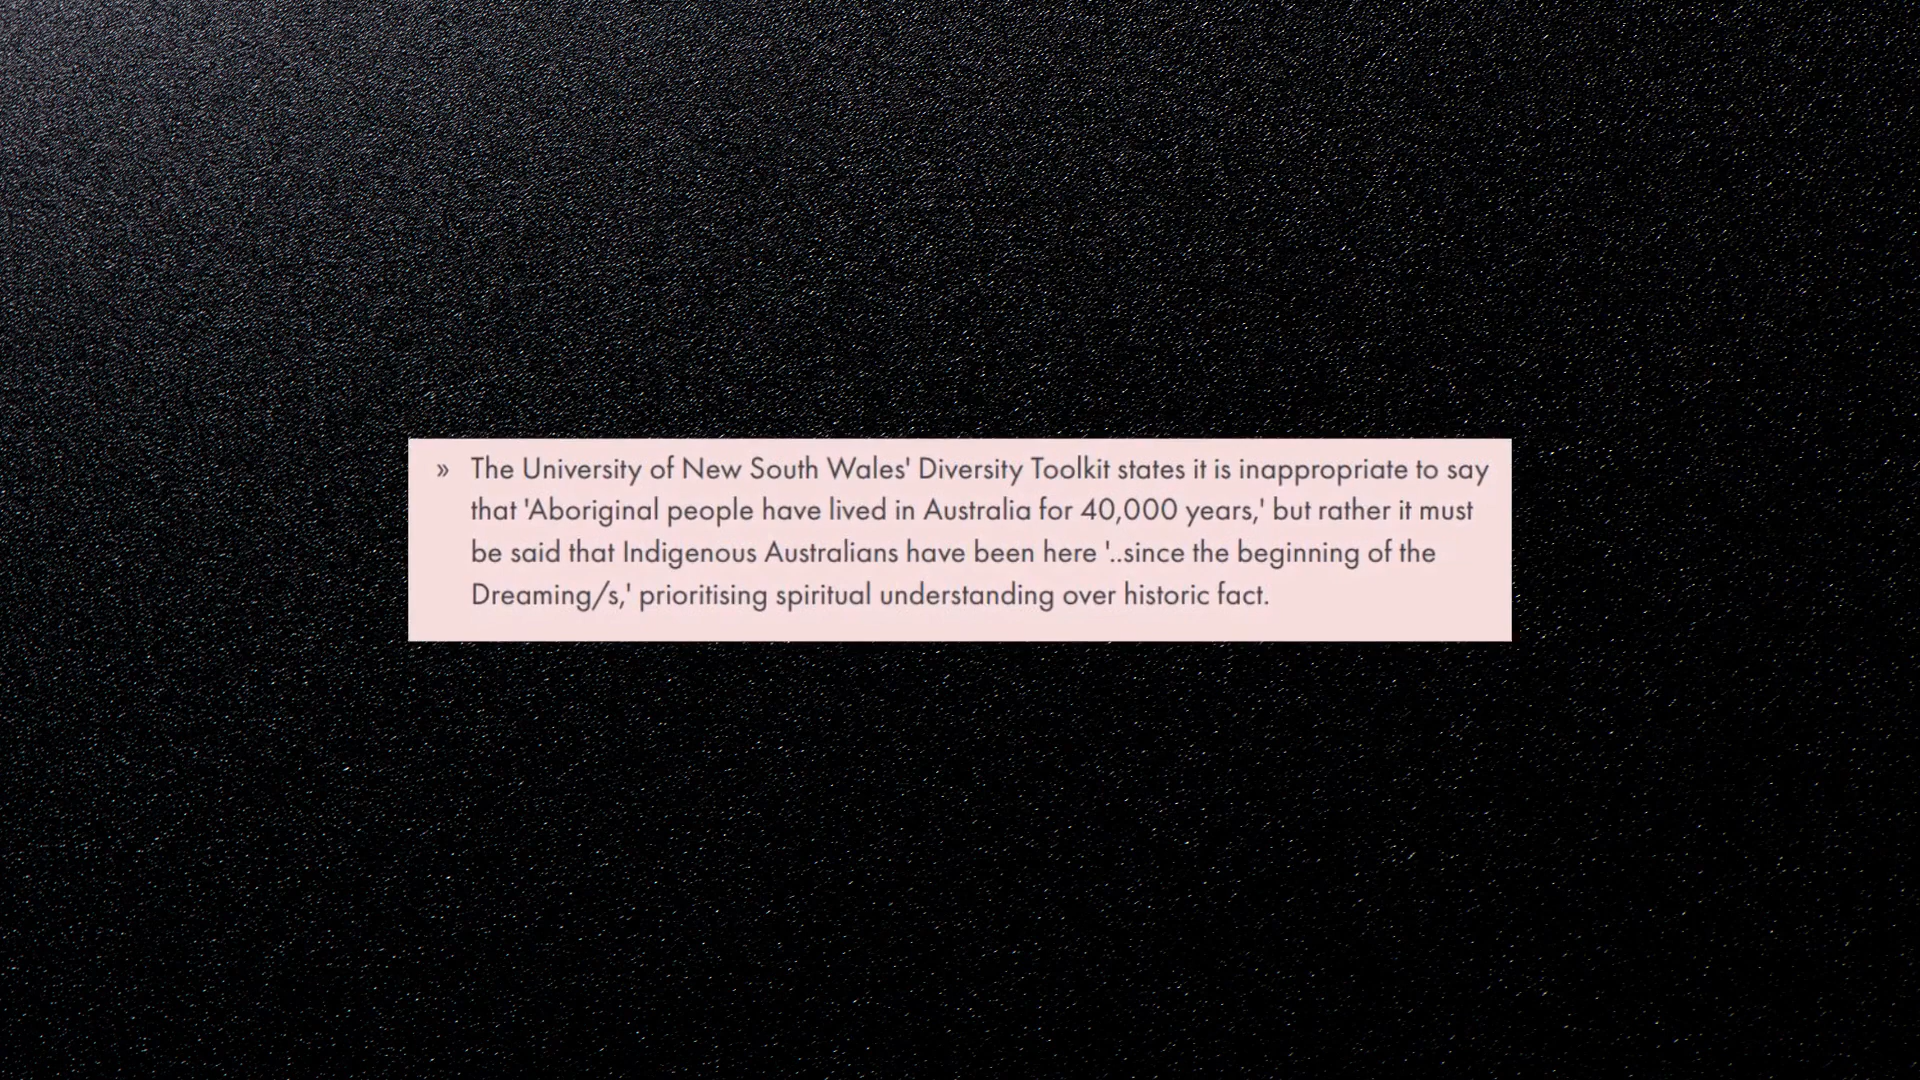 » The University of New South Wales' Diversity Toolkit states it is inappropriate to say
that 'Aboriginal people have lived in Australia for 40,000 years,' but rather it must
be said that Indigenous Australians have been here '..since the beginning of the
Dreaming/s,' prioritising spiritual understanding over historic fact.